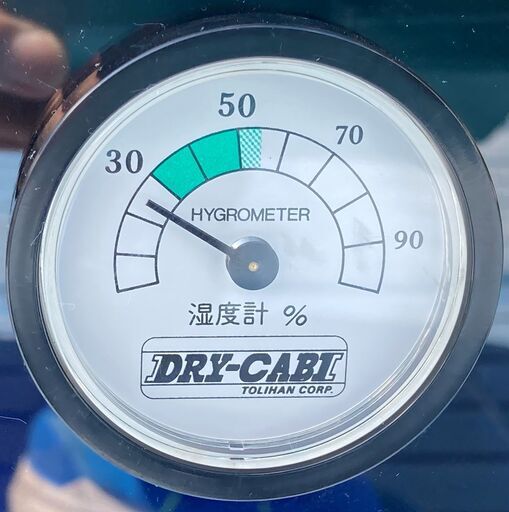 50
30
70
90
HYGROMETER
湿度計 %
DRY-CABI
TOLIHAN CORP.